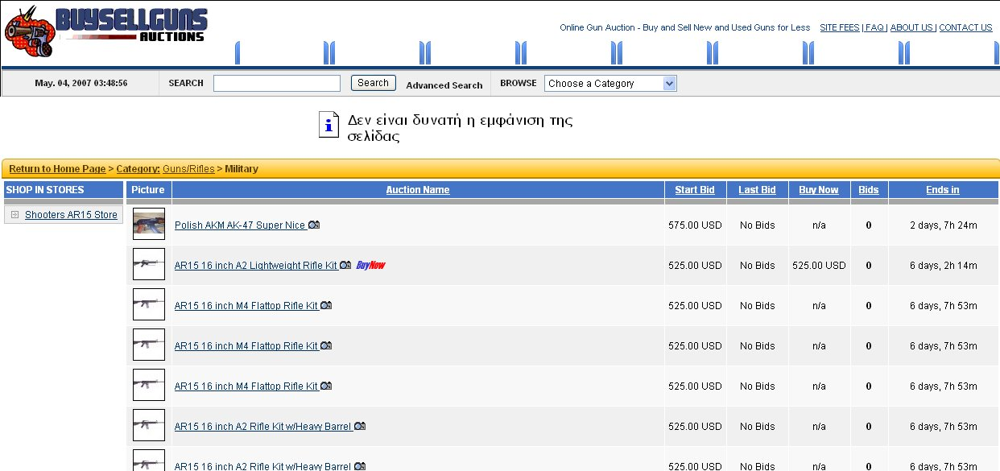 BUYSELLGUNS
AUCTIONS
Online Gun Auction - Buy and Sell New and Used Guns for Less SITE FEES | FAQ | ABOUT US | CONTACT US
May. 04, 2007 03:48:56 SEARCH Search Advanced Search BROWSE Choose a Category
Δεν είναι δυνατή η εμφάνιση της
σελίδας
Return to Home Page > Category: Guns/Rifles > Military
SHOP IN STORES Picture Auction Name Start Bid Last Bid Buy Now Bids Ends in
Shooters AR15 Store
Polish AKM AK-47 Super Nice 575.00 USD No Bids n/a 0 2 days, 7h 24m
AR15 16 inch A2 Lightweight Rifle Kit BuyNow 525.00 USD No Bids 525.00 USD 0 6 days, 2h 14m
AR15 16 inch M4 Flattop Rifle Kit 525.00 USD No Bids n/a 0 6 days, 7h 53m
AR15 16 inch M4 Flattop Rifle Kit 525.00 USD No Bids n/a 0 6 days, 7h 53m
AR15 16 inch M4 Flattop Rifle Kit 525.00 USD No Bids n/a 0 6 days, 7h 53m
AR15 16 inch A2 Rifle Kit w/Heavy Barrel 525.00 USD No Bids n/a 0 6 days, 7h 53m
AR15 16 inch A2 Rifle Kit w/Heavy Barrel 525.00 USD No Bids n/a 0 6 days, 7h 53m